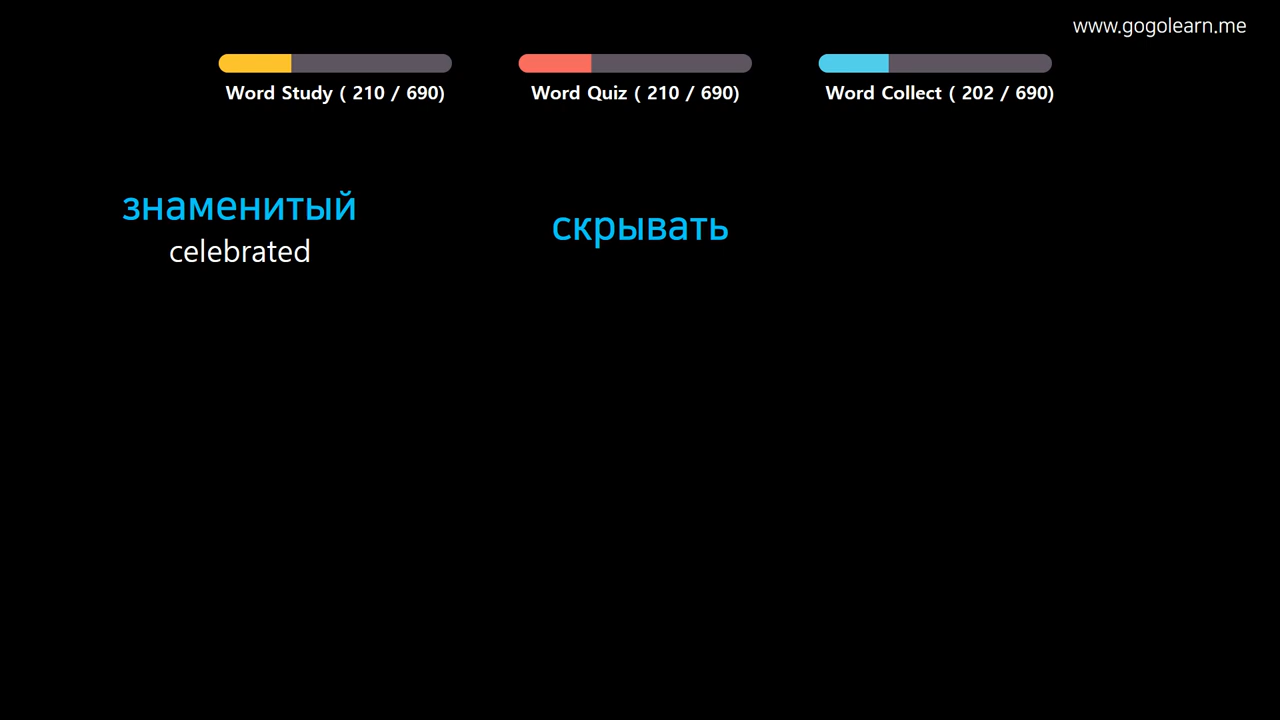 www.gogolearn.me
Word Study ( 210 / 690)
Word Quiz ( 210 / 690)
Word Collect ( 202 / 690)
знаменитый
celebrated
скрывать